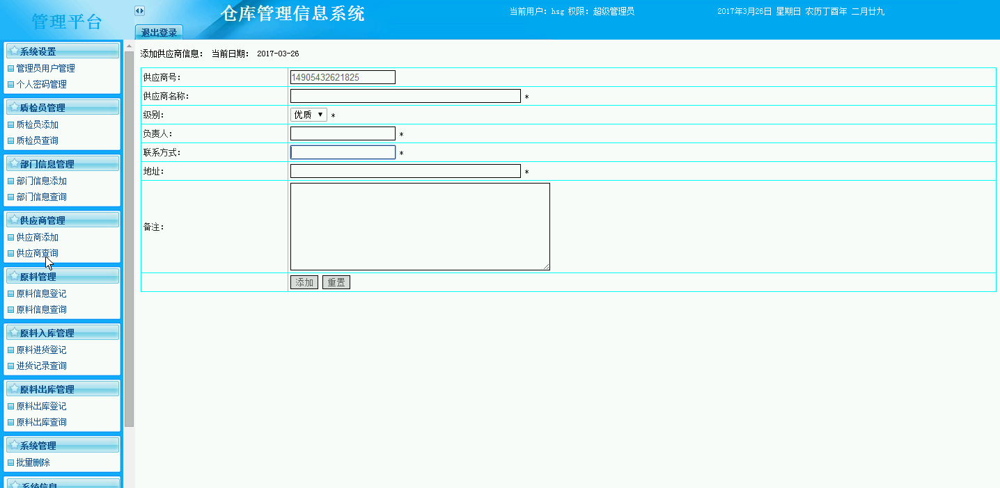 管理平台
仓库管理信息系统
当前用户: hsg 权限: 超级管理员
2017年3月26日 星期日 农历丁酉年 二月廿九
退出登录
系统设置
管理员用户管理
个人密码管理
质检员管理
质检员添加
质检员查询
部门信息管理
部门信息添加
部门信息查询
供应商管理
供应商添加
供应商查询
原料管理
原料信息登记
原料信息查询
原料入库管理
原料进货登记
进货记录查询
原料出库管理
原料出库登记
原料出库查询
系统管理
批量删除
系统信息
添加供应商信息: 当前日期: 2017-03-26
供应商号: 14905432621825
供应商名称: *
级别: 优质 ▼ *
负责人: *
联系方式: *
地址: *
备注:
添加 重置